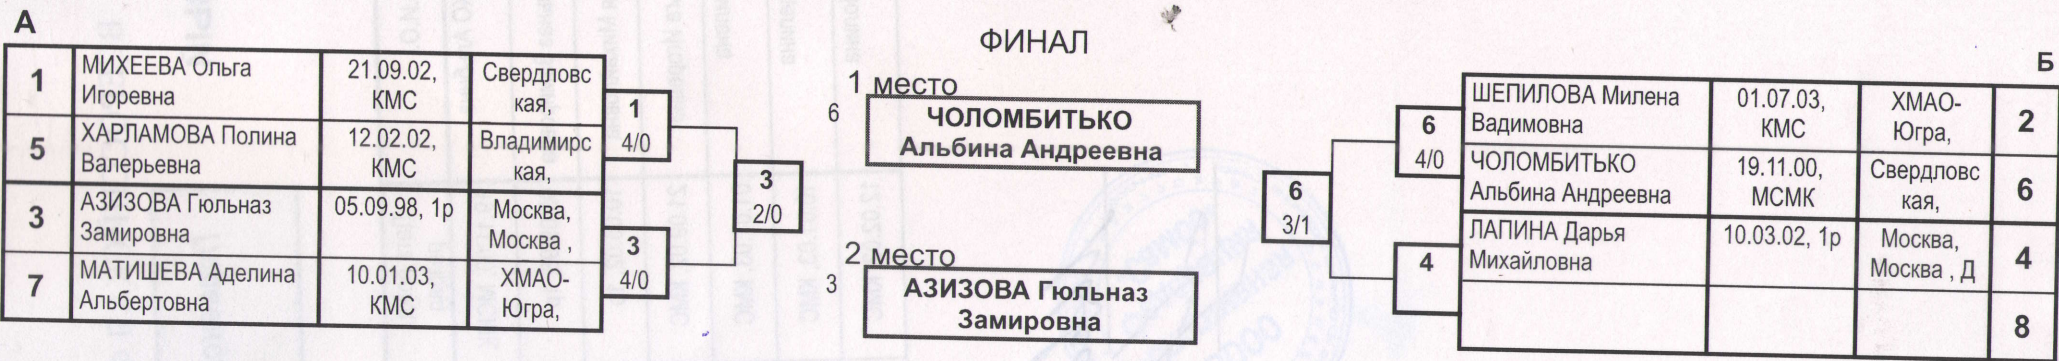 А
1
МИХЕЕВА Ольга
Игоревна
21.09.02,
КМС
Свердловс
кая,
5
ХАРЛАМОВА Полина
Валерьевна
12.02.02,
КМС
Владимирс
кая,
3
АЗИЗОВА Гюльназ
Замировна
05.09.98, 1р
Москва,
Москва ,
7
МАТИШЕВА Аделина
Альбертовна
10.01.03,
КМС
ХМАО-
Югра,
1
4/0
3
4/0
3
2/0
ФИНАЛ
1 место
6
ЧОЛОМБИТЬКО
Альбина Андреевна
2 место
3
АЗИЗОВА Гюльназ
Замировна
6
3/1
6
4/0
4
Б
ШЕПИЛОВА Милена
Вадимовна
01.07.03,
КМС
ХМАО-
Югра,
2
ЧОЛОМБИТЬКО
Альбина Андреевна
19.11.00,
МСМК
Свердловс
кая,
6
ЛАПИНА Дарья
Михайловна
10.03.02, 1р
Москва,
Москва , Д
4
8